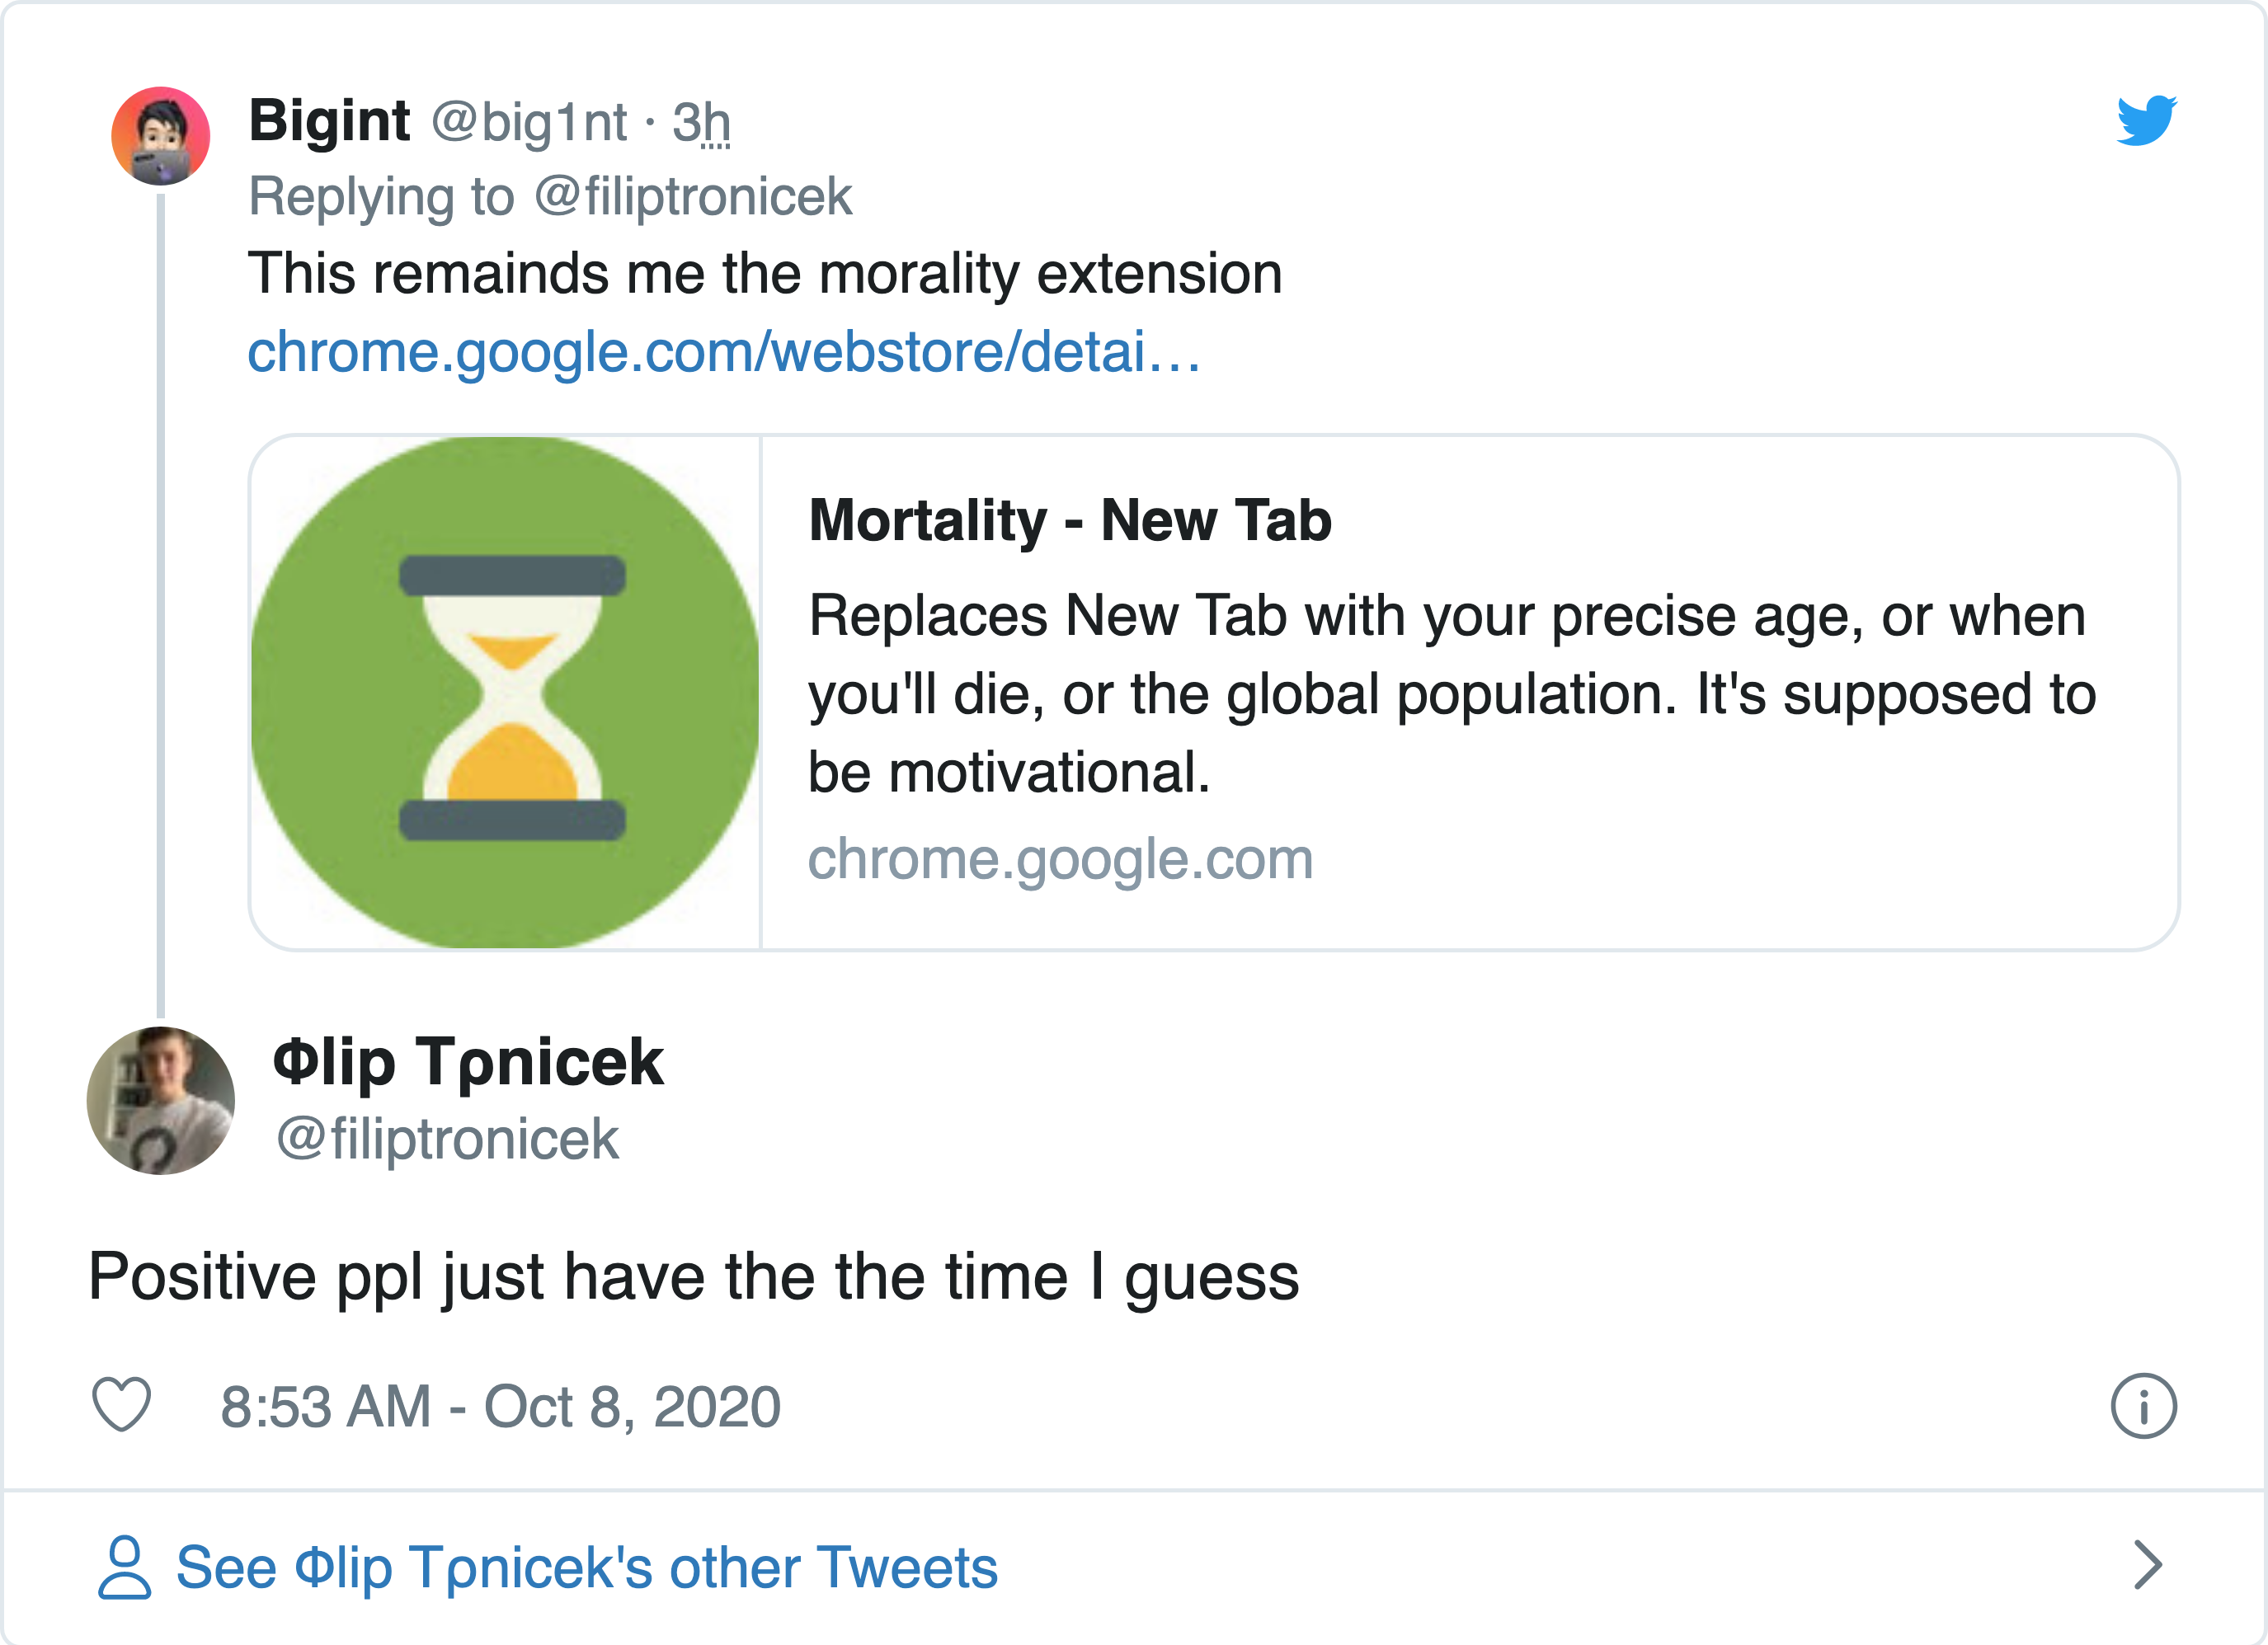 Bigint @big1nt · 3h
Replying to @filiptronicek
This remainds me the morality extension
chrome.google.com/webstore/detai…
Mortality - New Tab
Replaces New Tab with your precise age, or when
you'll die, or the global population. It's supposed to
be motivational.
chrome.google.com
Φlip Tρnicek
@filiptronicek
Positive ppl just have the the time I guess
8:53 AM - Oct 8, 2020
See Φlip Tρnicek's other Tweets